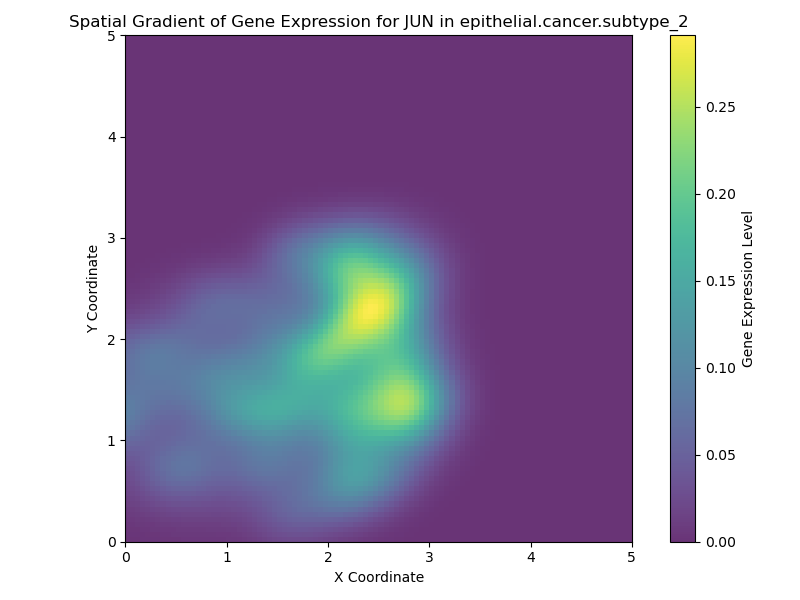 Spatial Gradient of Gene Expression for JUN in epithelial.cancer.subtype_2
5
4
3
2
1
0
Y Coordinate
0 1 2 3 4 5
X Coordinate
0.25
0.20
0.15
0.10
0.05
0.00
Gene Expression Level